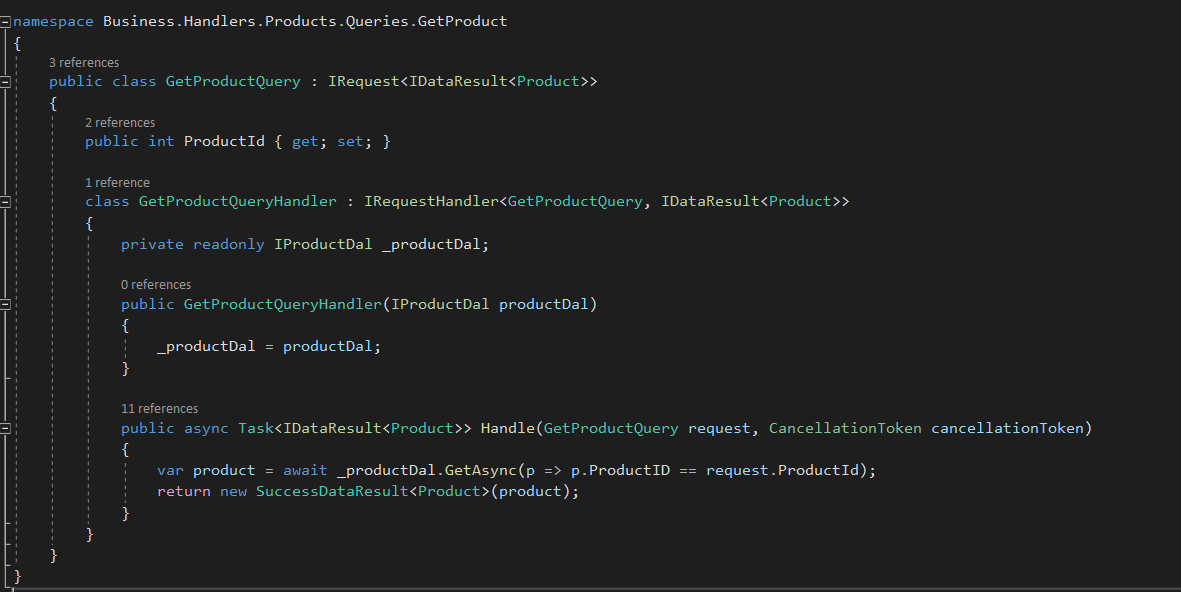 namespace Business.Handlers.Products.Queries.GetProduct
{
3 references
public class GetProductQuery : IRequest<IDataResult<Product>>
{
2 references
public int ProductId { get; set; }
1 reference
class GetProductQueryHandler : IRequestHandler<GetProductQuery, IDataResult<Product>>
{
private readonly IProductDal _productDal;
0 references
public GetProductQueryHandler(IProductDal productDal)
{
_productDal = productDal;
}
11 references
public async Task<IDataResult<Product>> Handle(GetProductQuery request, CancellationToken cancellationToken)
{
var product = await _productDal.GetAsync(p => p.ProductID == request.ProductId);
return new SuccessDataResult<Product>(product);
}
}
}
}